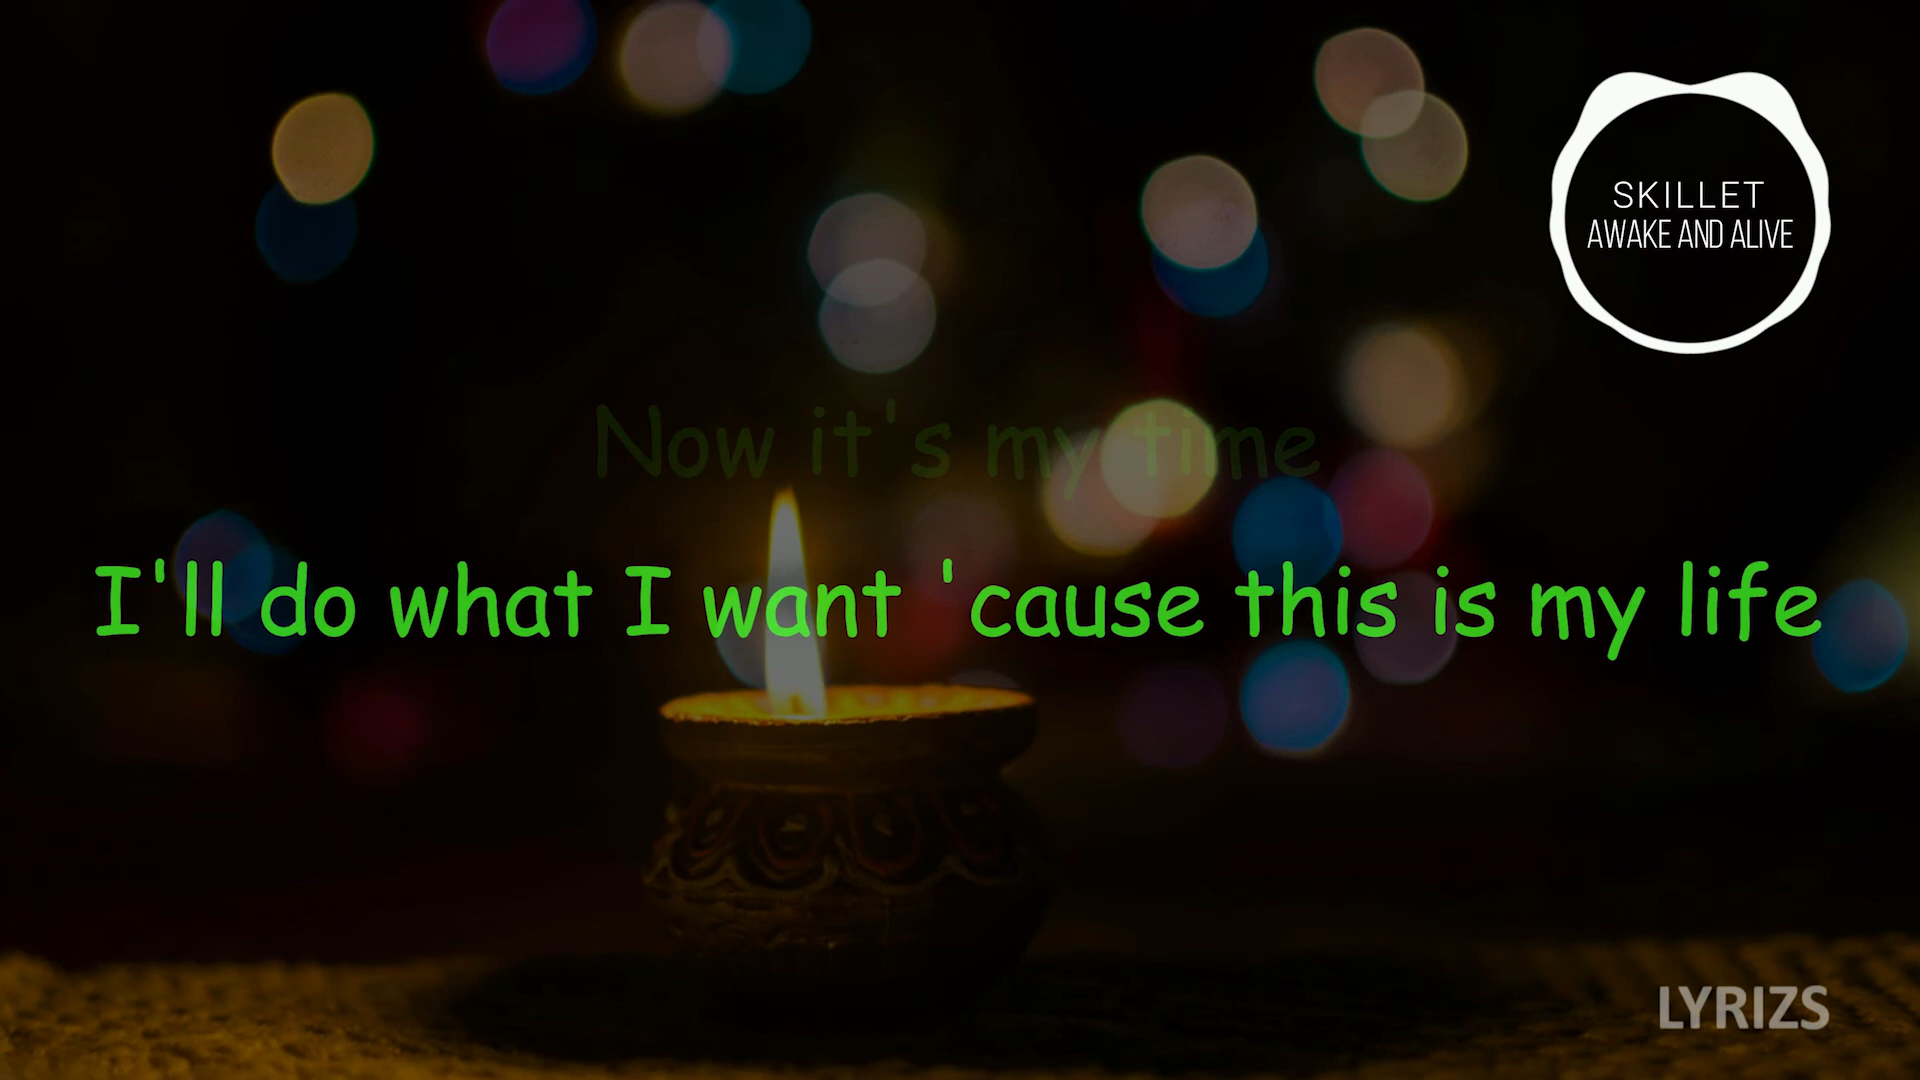 SKILLET
AWAKE AND ALIVE
Now it's my time
I'll do what I want 'cause this is my life
LYRIZS